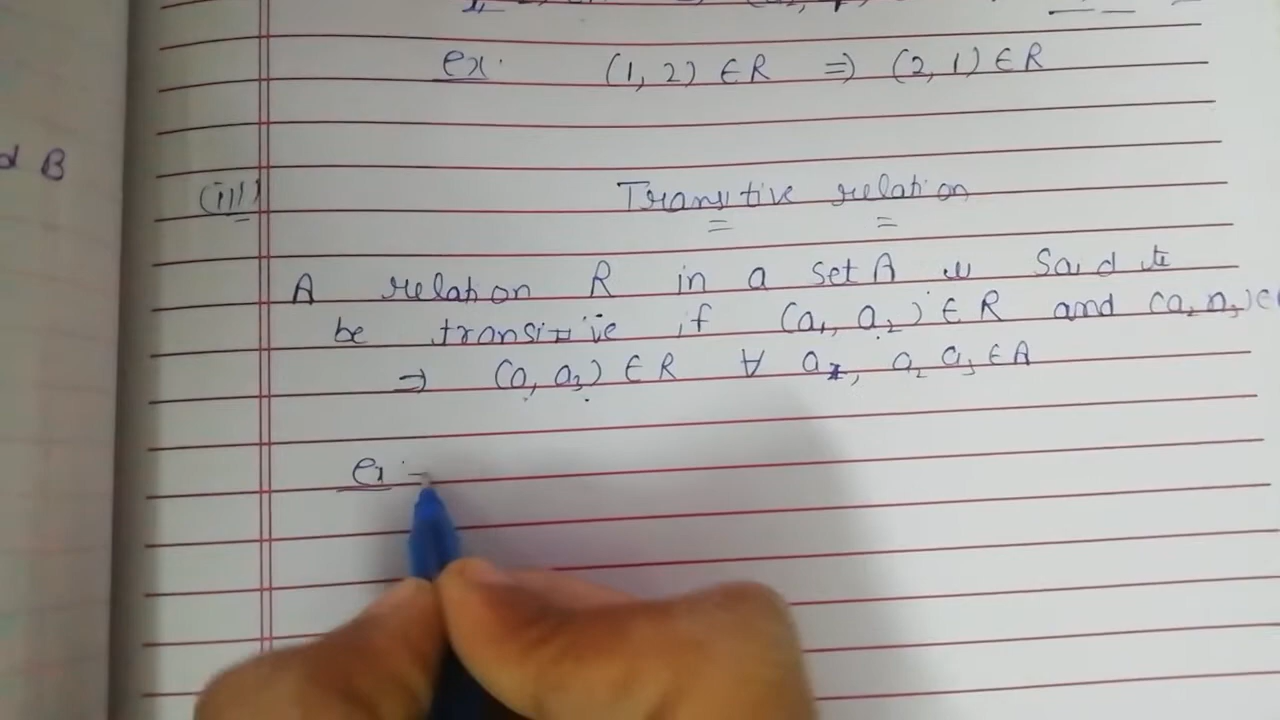 ex. (1, 2) ∈ R ⇒ (2, 1) ∈ R
d B
(iii) Transitive relation
A relation R in a set A is said to
be transitive if (a₁, a₂) ∈ R and (a₂ a₃) ∈
⇒ (a₁ a₃) ∈ R ∀ a₁, a₂ a₃ ∈ A
ex :-